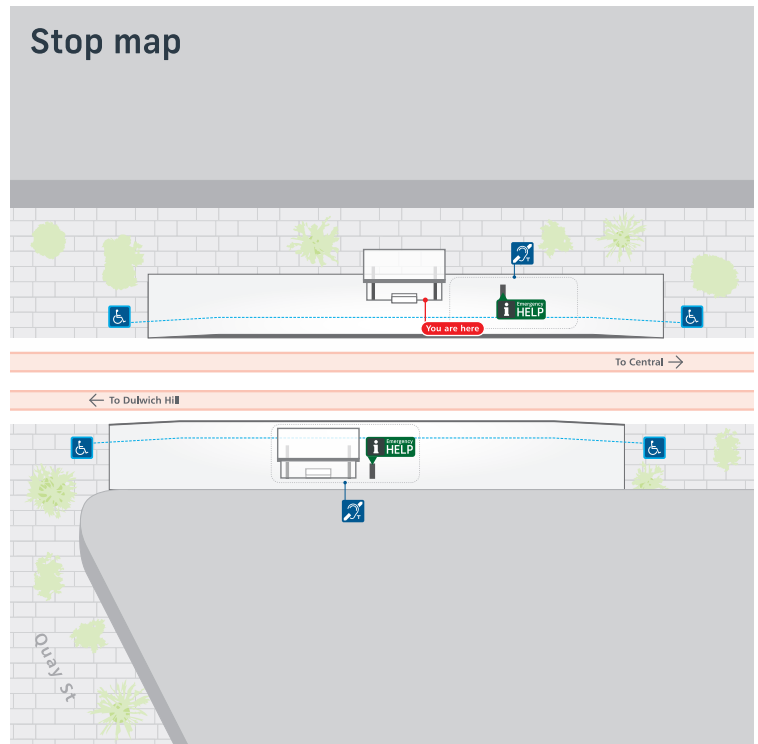 Stop map
T
i
Emergency
HELP
You are here
To Central →
← To Dulwich Hill
i
Emergency
HELP
T
Quay St